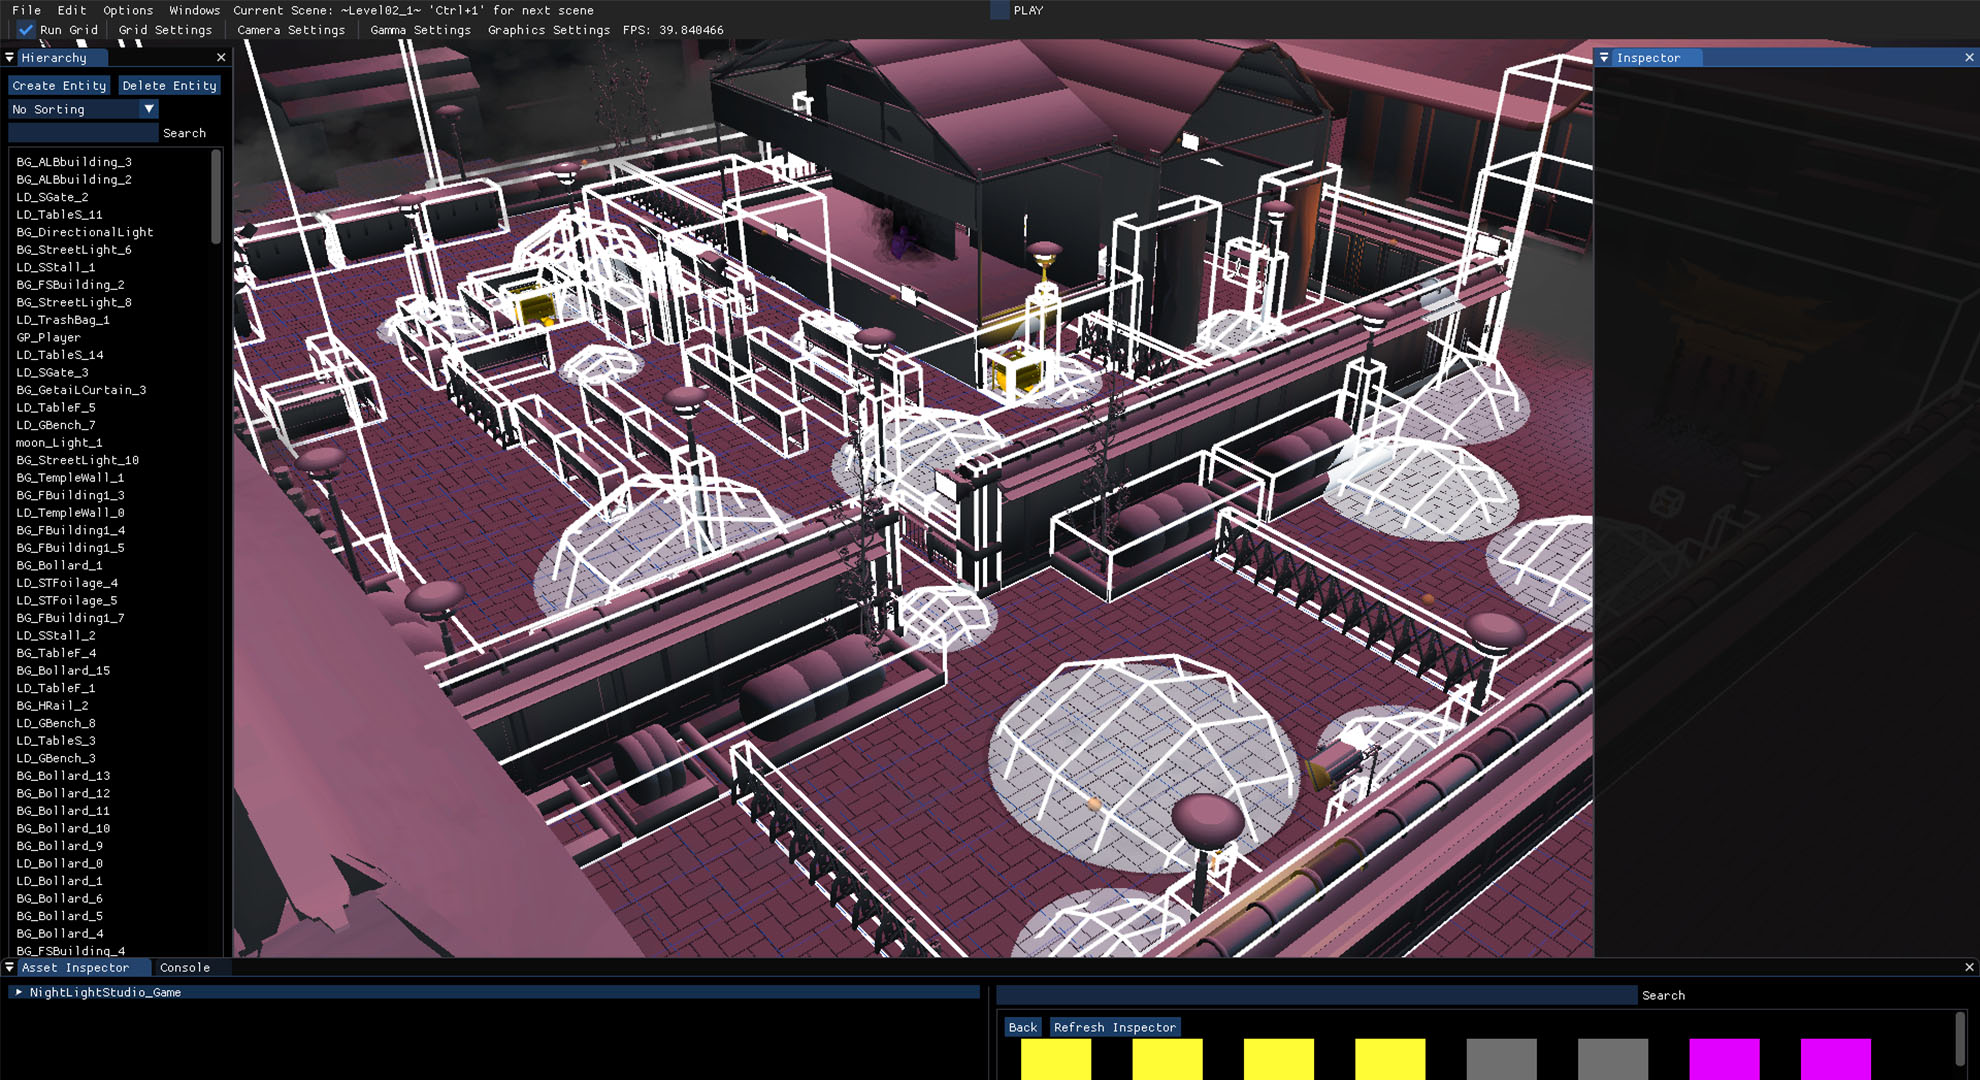 File Edit Options Windows Current Scene: ~Level02_1~ 'Ctrl+1' for next scene PLAY
Run Grid Grid Settings Camera Settings Gamma Settings Graphics Settings FPS: 39.840466
Hierarchy
Create Entity Delete Entity
No Sorting
Search
BG_ALBbuilding_3
BG_ALBbuilding_2
LD_SGate_2
LD_TableS_11
BG_DirectionalLight
BG_StreetLight_6
LD_SStall_1
BG_FSBuilding_2
BG_StreetLight_8
LD_TrashBag_1
GP_Player
LD_TableS_14
LD_SGate_3
BG_GetaiLCurtain_3
LD_TableF_5
LD_GBench_7
moon_Light_1
BG_StreetLight_10
BG_TempleWall_1
BG_FBuilding1_3
LD_TempleWall_0
BG_FBuilding1_4
BG_FBuilding1_5
BG_Bollard_1
LD_STFoilage_4
LD_STFoilage_5
BG_FBuilding1_7
LD_SStall_2
BG_TableF_4
BG_Bollard_15
LD_TableF_1
BG_HRail_2
LD_GBench_8
LD_TableS_3
LD_GBench_3
BG_Bollard_13
BG_Bollard_12
BG_Bollard_11
BG_Bollard_10
BG_Bollard_9
LD_Bollard_0
LD_Bollard_1
BG_Bollard_6
BG_Bollard_5
BG_Bollard_4
BG_FSBuilding_4
Inspector
Asset Inspector Console
NightLightStudio_Game
Search
Back Refresh Inspector